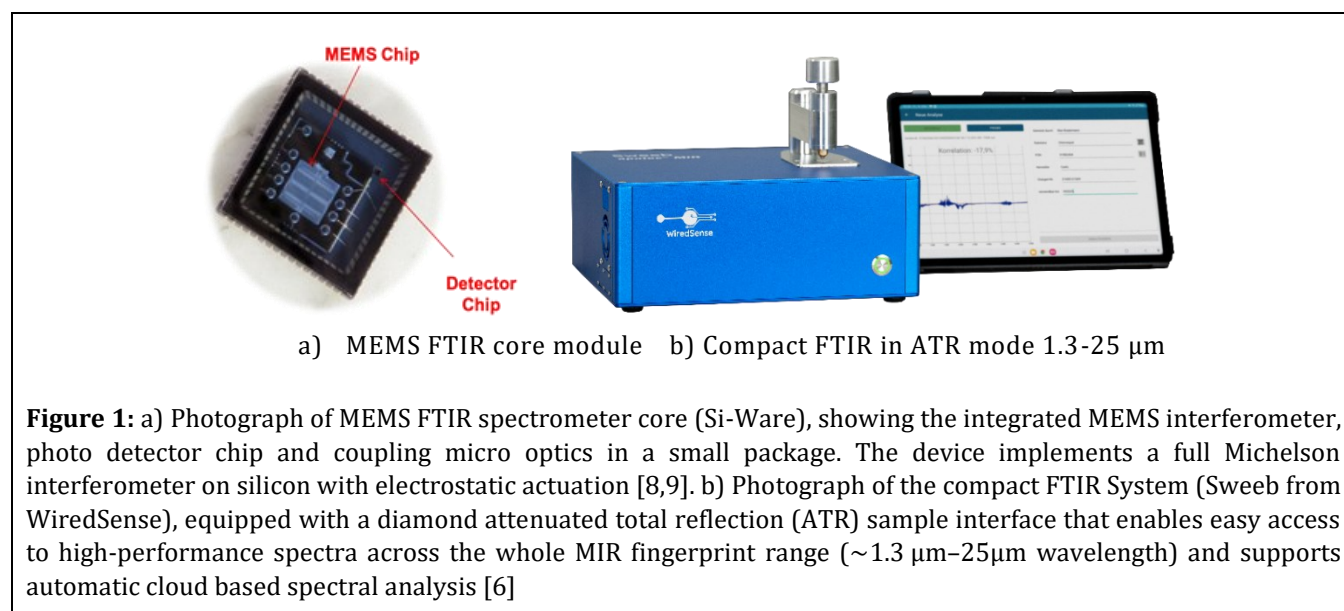 MEMS Chip
Detector
Chip
WiredSense
Korrelation -17,9%
a) MEMS FTIR core module b) Compact FTIR in ATR mode 1.3-25 μm
Figure 1: a) Photograph of MEMS FTIR spectrometer core (Si-Ware), showing the integrated MEMS interferometer,
photo detector chip and coupling micro optics in a small package. The device implements a full Michelson
interferometer on silicon with electrostatic actuation [8,9]. b) Photograph of the compact FTIR System (Sweeb from
WiredSense), equipped with a diamond attenuated total reflection (ATR) sample interface that enables easy access
to high-performance spectra across the whole MIR fingerprint range (~1.3 μm–25μm wavelength) and supports
automatic cloud based spectral analysis [6]